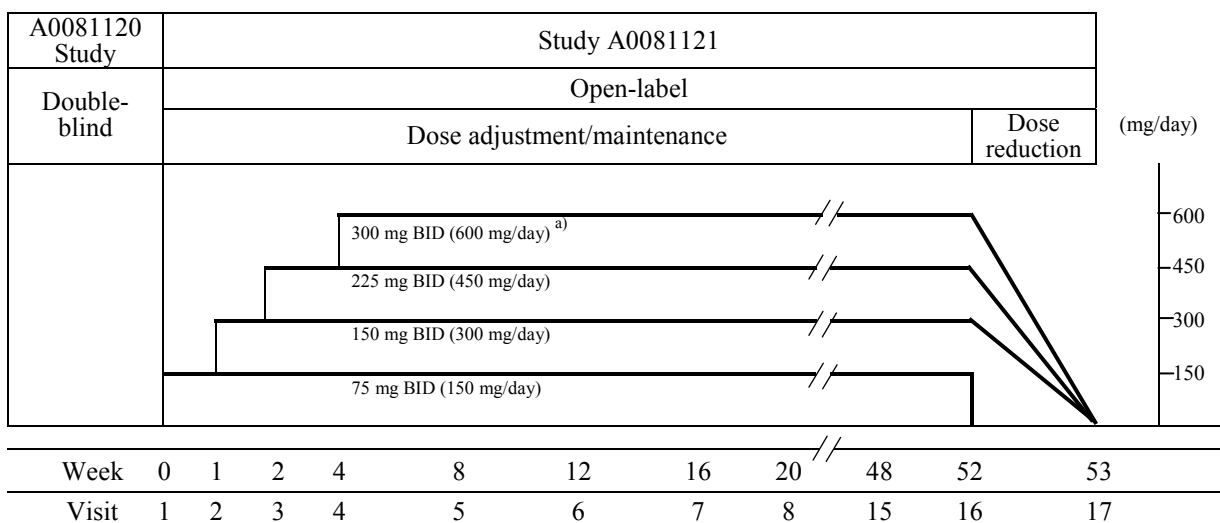 A0081120
Study
Study A0081121
Double-
blind
Open-label
Dose adjustment/maintenance
Dose
reduction
(mg/day)
300 mg BID (600 mg/day) a)
600
225 mg BID (450 mg/day)
450
150 mg BID (300 mg/day)
300
75 mg BID (150 mg/day)
150
Week 0 1 2 4 8 12 16 20 48 52 53
Visit 1 2 3 4 5 6 7 8 15 16 17